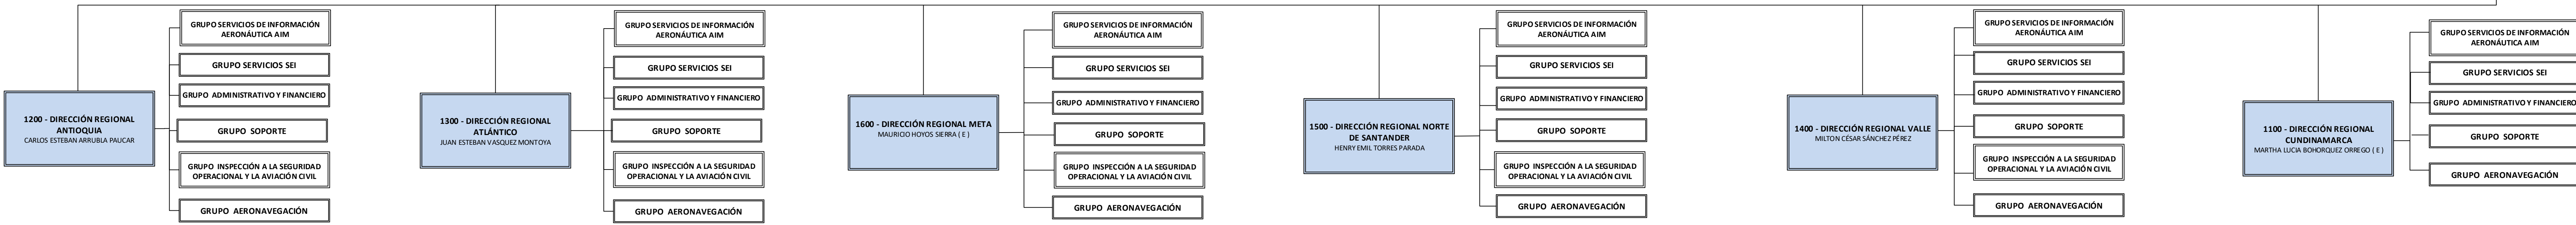 1200 - DIRECCIÓN REGIONAL
ANTIOQUIA
CARLOS ESTEBAN ARRUBLA PAUCAR
GRUPO SERVICIOS DE INFORMACIÓN
AERONÁUTICA AIM
GRUPO SERVICIOS SEI
GRUPO ADMINISTRATIVO Y FINANCIERO
GRUPO SOPORTE
GRUPO INSPECCIÓN A LA SEGURIDAD
OPERACIONAL Y LA AVIACIÓN CIVIL
GRUPO AERONAVEGACIÓN
1300 - DIRECCIÓN REGIONAL
ATLÁNTICO
JUAN ESTEBAN VASQUEZ MONTOYA
GRUPO SERVICIOS DE INFORMACIÓN
AERONÁUTICA AIM
GRUPO SERVICIOS SEI
GRUPO ADMINISTRATIVO Y FINANCIERO
GRUPO SOPORTE
GRUPO INSPECCIÓN A LA SEGURIDAD
OPERACIONAL Y LA AVIACIÓN CIVIL
GRUPO AERONAVEGACIÓN
1600 - DIRECCIÓN REGIONAL META
MAURICIO HOYOS SIERRA ( E )
GRUPO SERVICIOS DE INFORMACIÓN
AERONÁUTICA AIM
GRUPO SERVICIOS SEI
GRUPO ADMINISTRATIVO Y FINANCIERO
GRUPO SOPORTE
GRUPO INSPECCIÓN A LA SEGURIDAD
OPERACIONAL Y LA AVIACIÓN CIVIL
GRUPO AERONAVEGACIÓN
1500 - DIRECCIÓN REGIONAL NORTE
DE SANTANDER
HENRY EMIL TORRES PARADA
GRUPO SERVICIOS DE INFORMACIÓN
AERONÁUTICA AIM
GRUPO SERVICIOS SEI
GRUPO ADMINISTRATIVO Y FINANCIERO
GRUPO SOPORTE
GRUPO INSPECCIÓN A LA SEGURIDAD
OPERACIONAL Y LA AVIACIÓN CIVIL
GRUPO AERONAVEGACIÓN
1400 - DIRECCIÓN REGIONAL VALLE
MILTON CÉSAR SÁNCHEZ PÉREZ
GRUPO SERVICIOS DE INFORMACIÓN
AERONÁUTICA AIM
GRUPO SERVICIOS SEI
GRUPO ADMINISTRATIVO Y FINANCIERO
GRUPO SOPORTE
GRUPO INSPECCIÓN A LA SEGURIDAD
OPERACIONAL Y LA AVIACIÓN CIVIL
GRUPO AERONAVEGACIÓN
1100 - DIRECCIÓN REGIONAL
CUNDINAMARCA
MARTHA LUCIA BOHORQUEZ ORREGO ( E )
GRUPO SERVICIOS DE INFORMACIÓN
AERONÁUTICA AIM
GRUPO SERVICIOS SEI
GRUPO ADMINISTRATIVO Y FINANCIERO
GRUPO SOPORTE
GRUPO AERONAVEGACIÓN